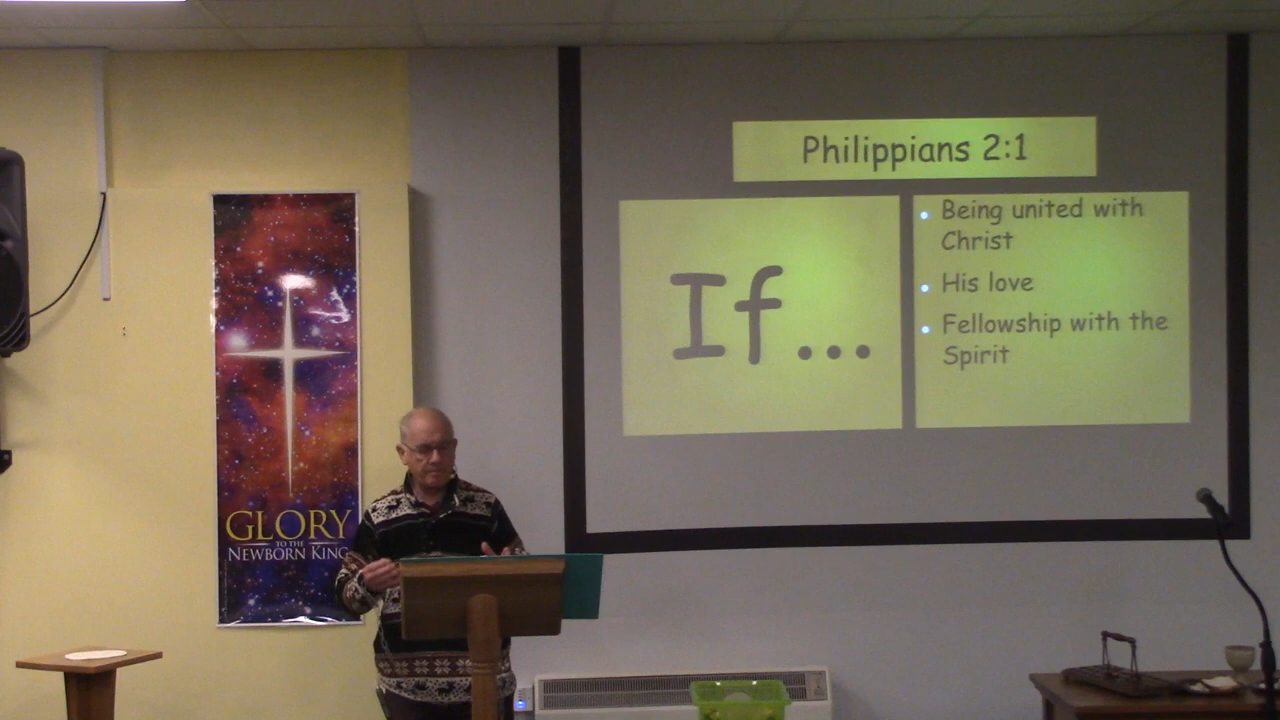 Philippians 2:1
If...
Being united with
Christ
His love
Fellowship with the
Spirit
GLORY
TO THE
NEWBORN KING